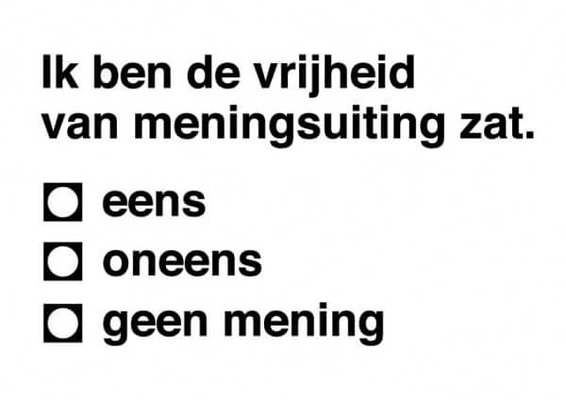 Ik ben de vrijheid
van meningsuiting zat.
eens
oneens
geen mening